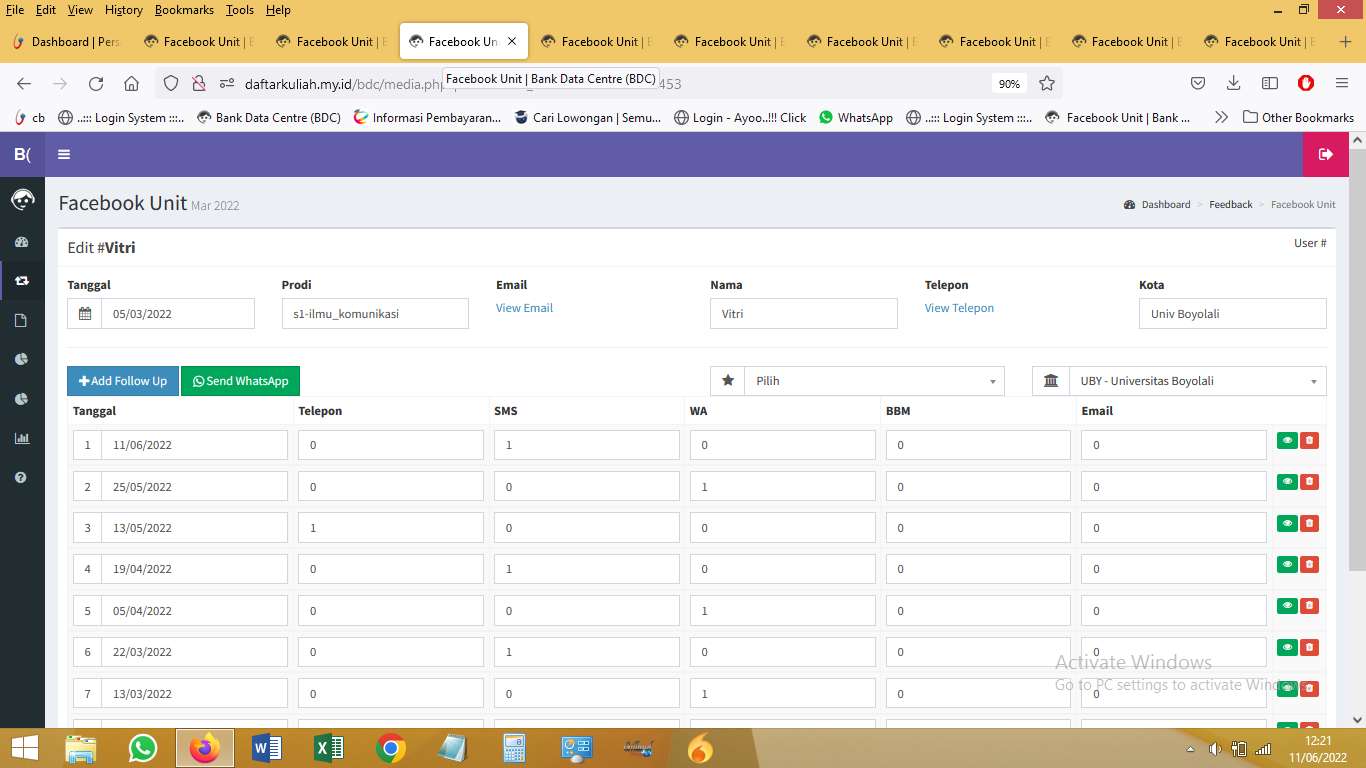 File Edit View History Bookmarks Tools Help
Dashboard | Pers Facebook Unit | Facebook Un Facebook Unit | Facebook Unit | Facebook Unit | Facebook Unit | Facebook Unit | Facebook Unit |
daftarkuliah.my.id/bdc/media.php 453 90%
Facebook Unit | Bank Data Centre (BDC)
cb ..::: Login System :::.. Bank Data Centre (BDC) Informasi Pembayaran... Cari Lowongan | Semu... Login - Ayoo..!!! Click WhatsApp ..::: Login System :::.. Facebook Unit | Bank ... Other Bookmarks
B(
Facebook Unit Mar 2022
Dashboard > Feedback > Facebook Unit
Edit #Vitri
User #
Tanggal Prodi Email Nama Telepon Kota
05/03/2022 s1-ilmu_komunikasi View Email Vitri View Telepon Univ Boyolali
Add Follow Up Send WhatsApp Pilih UBY - Universitas Boyolali
Tanggal Telepon SMS WA BBM Email
1 11/06/2022 0 1 0 0 0
2 25/05/2022 0 0 1 0 0
3 13/05/2022 1 0 0 0 0
4 19/04/2022 0 1 0 0 0
5 05/04/2022 0 0 1 0 0
6 22/03/2022 0 1 0 0 0
7 13/03/2022 0 0 1 0 0
Activate Windows
Go to PC settings to activate Windows.
12:21
11/06/2022